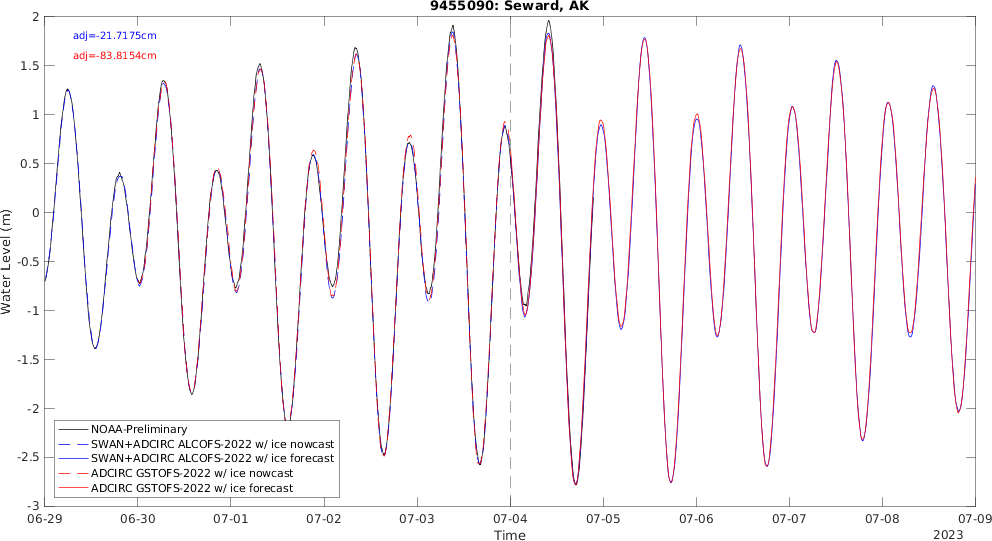 9455090: Seward, AK
adj=-21.7175cm
adj=-83.8154cm
Water Level (m)
2
1.5
1
0.5
0
-0.5
-1
-1.5
-2
-2.5
-3
NOAA-Preliminary
SWAN+ADCIRC ALCOFS-2022 w/ ice nowcast
SWAN+ADCIRC ALCOFS-2022 w/ ice forecast
ADCIRC GSTOFS-2022 w/ ice nowcast
ADCIRC GSTOFS-2022 w/ ice forecast
06-29 06-30 07-01 07-02 07-03 07-04 07-05 07-06 07-07 07-08 07-09
Time
2023